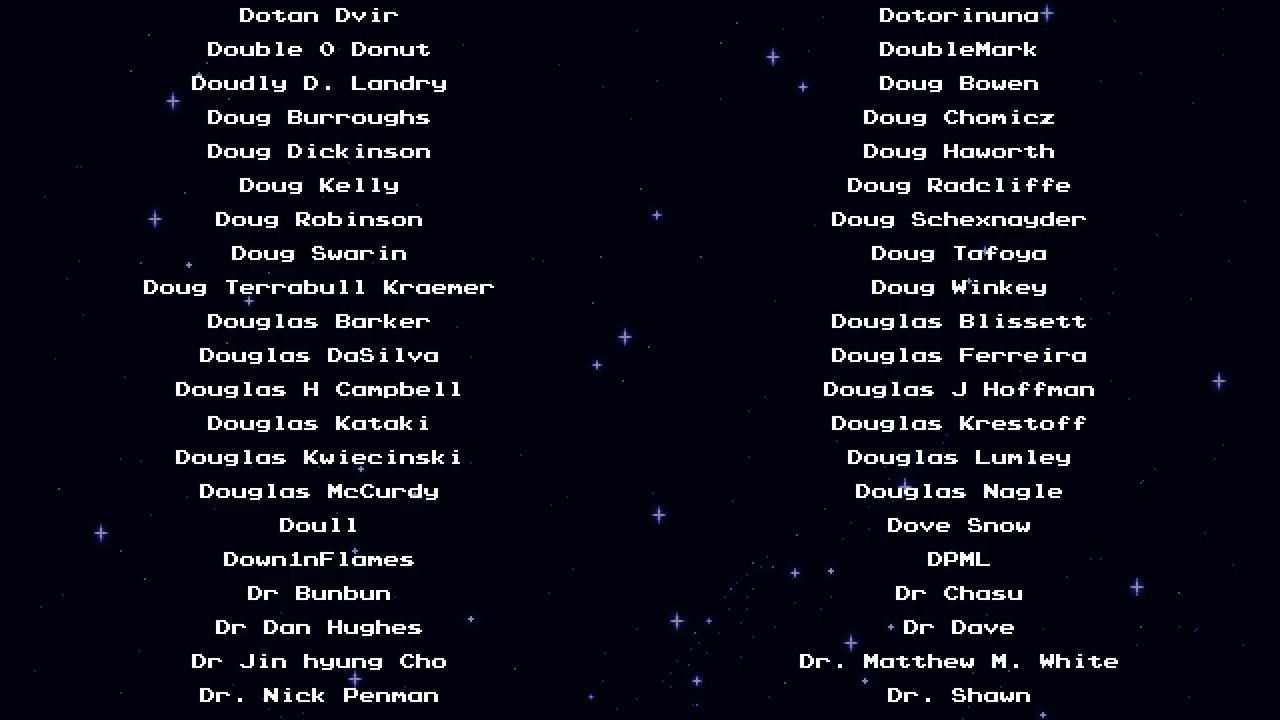 Dotan Dvir
Dotorinuna
Double 0 Donut
DoubleMark
Doudly D. Landry
Doug Bowen
Doug Burroughs
Doug Chomicz
Doug Dickinson
Doug Haworth
Doug Kelly
Doug Radcliffe
Doug Robinson
Doug Schexnayder
Doug Swarin
Doug Tafoya
Doug Terrabull Kraemer
Doug Winkey
Douglas Barker
Douglas Blissett
Douglas DaSilva
Douglas Ferreira
Douglas H Campbell
Douglas J Hoffman
Douglas Kataki
Douglas Krestoff
Douglas Kwiecinski
Douglas Lumley
Douglas McCurdy
Douglas Nagle
Doull
Dove Snow
Down1nFlames
DPML
Dr Bunbun
Dr Chasu
Dr Dan Hughes
Dr Dave
Dr Jin hyung Cho
Dr. Matthew M. White
Dr. Nick Penman
Dr. Shawn